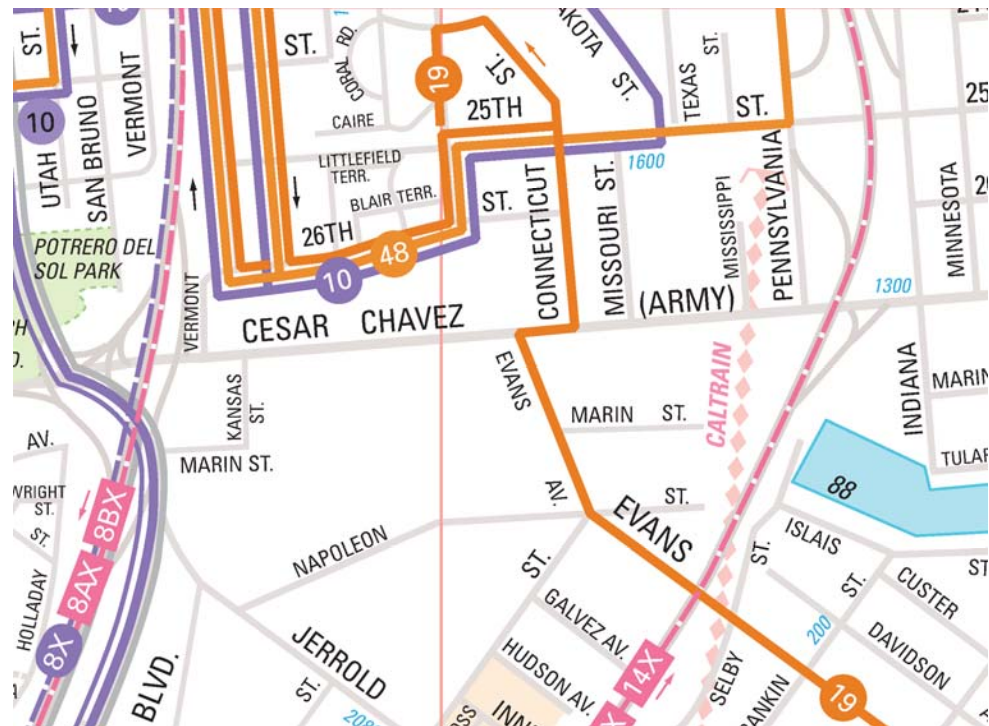 ST.
10
UTAH
SAN BRUNO
VERMONT
ST.
CORAL RD.
19
ST.
25TH
CAIRE
LITTLEFIELD
TERR.
BLAIR TERR.
ST.
26TH
48
10
AKOTA
ST.
TEXAS
ST.
ST.
1600
25
POTRERO DEL
SOL PARK
VERMONT
CESAR CHAVEZ
(ARMY)
CONNECTICUT
MISSOURI ST.
MISSISSIPPI
PENNSYLVANIA
MINNESOTA
1300
INDIANA
MARIN
TULAR
EVANS
AV.
MARIN ST.
CALTRAIN
KANSAS
ST.
MARIN ST.
AV.
WRIGHT
ST.
ST.
HOLLADAY
8BX
8AX
8X
NAPOLEON
ST.
EVANS
88
ISLAIS
ST.
ST.
CUSTER
ST.
DAVIDSON
200
ST.
GALVEZ AV.
HUDSON AV.
INN
14X
X
SELBY
RANKIN
19
JERROLD
ST.
BLVD.